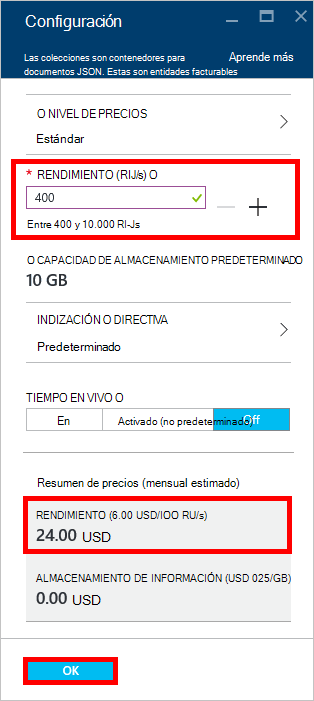 Configuración
Las colecciones son contenedores para
documentos JSON. Estas son entidades facturables
Aprende más
O NIVEL DE PRECIOS
Estándar
* RENDIMIENTO (RIJ/s) O
400
Entre 400 y 10.000 RI-Js
O CAPACIDAD DE ALMACENAMIENTO PREDETERMINADO
10 GB
INDIZACIÓN O DIRECTIVA
Predeterminado
TIEMPO EN VIVO O
En
Activado (no predeterminado)
Off
Resumen de precios (mensual estimado)
RENDIMIENTO (6.00 USD/IOO RU/s)
24.00 USD
ALMACENAMIENTO DE INFORMACIÓN (USD 025/GB)
0.00 USD
OK